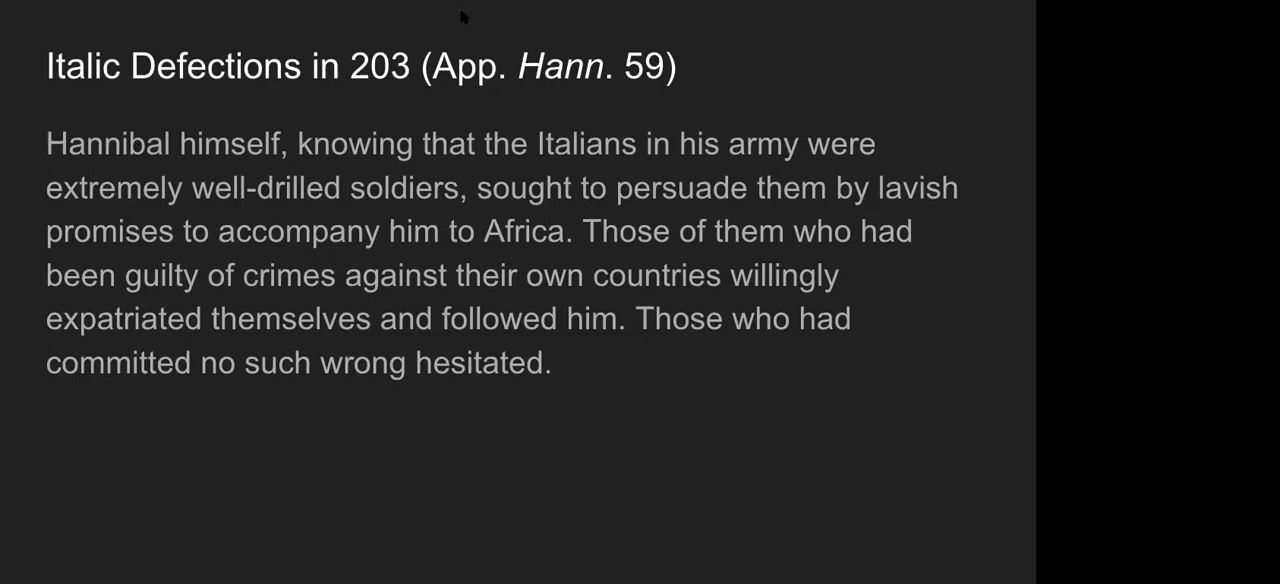 Italic Defections in 203 (App. Hann. 59)
Hannibal himself, knowing that the Italians in his army were
extremely well-drilled soldiers, sought to persuade them by lavish
promises to accompany him to Africa. Those of them who had
been guilty of crimes against their own countries willingly
expatriated themselves and followed him. Those who had
committed no such wrong hesitated.